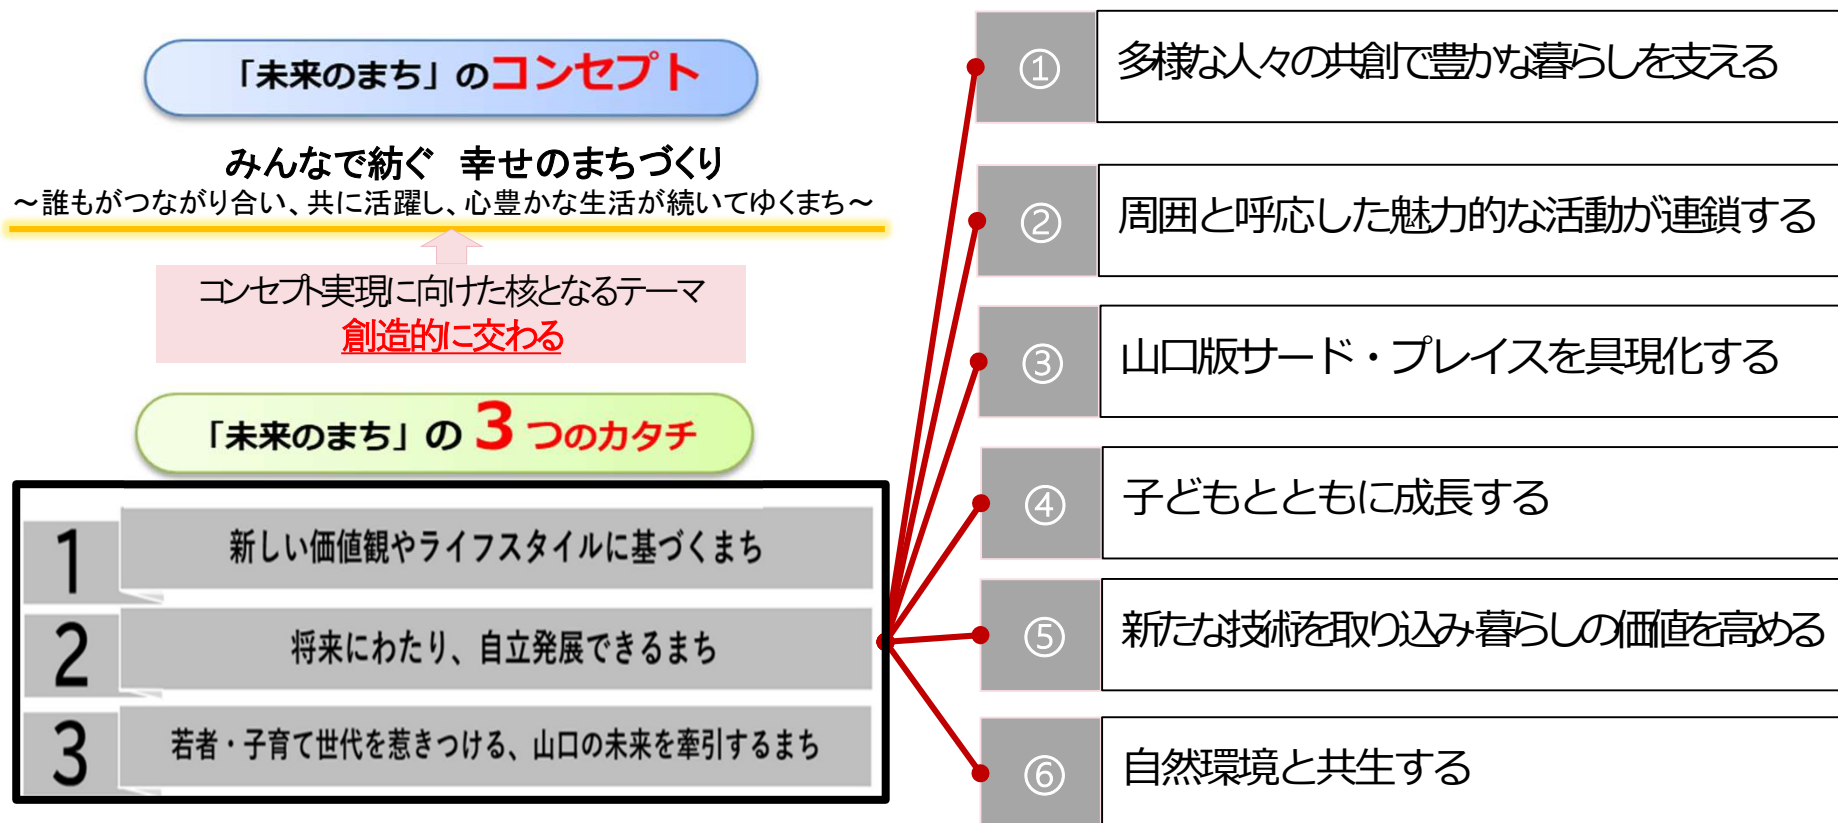 「未来のまち」のコンセプト
みんなで紡ぐ 幸せのまちづくり
～誰もがつながり合い、共に活躍し、心豊かな生活が続いてゆくまち～
コンセプト実現に向けた核となるテーマ
創造的に交わる
「未来のまち」の3つのカタチ
1 新しい価値観やライフスタイルに基づくまち
2 将来にわたり、自立発展できるまち
3 若者・子育て世代を惹きつける、山口の未来を牽引するまち
① 多様な人々の共創で豊かな暮らしを支える
② 周囲と呼応した魅力的な活動が連鎖する
③ 山口版サード・プレイスを具現化する
④ 子どもとともに成長する
⑤ 新たな技術を取り込み暮らしの価値を高める
⑥ 自然環境と共生する